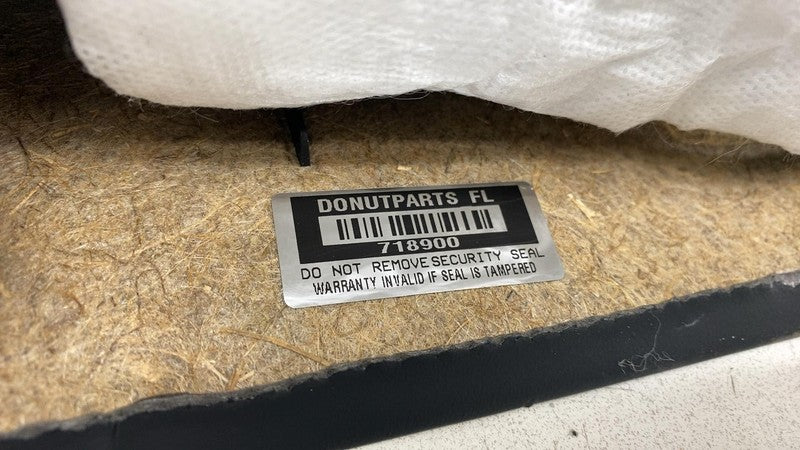 DONUTPARTS FL
718900
DO NOT REMOVE SECURITY SEAL
WARRANTY INVALID IF SEAL IS TAMPERED